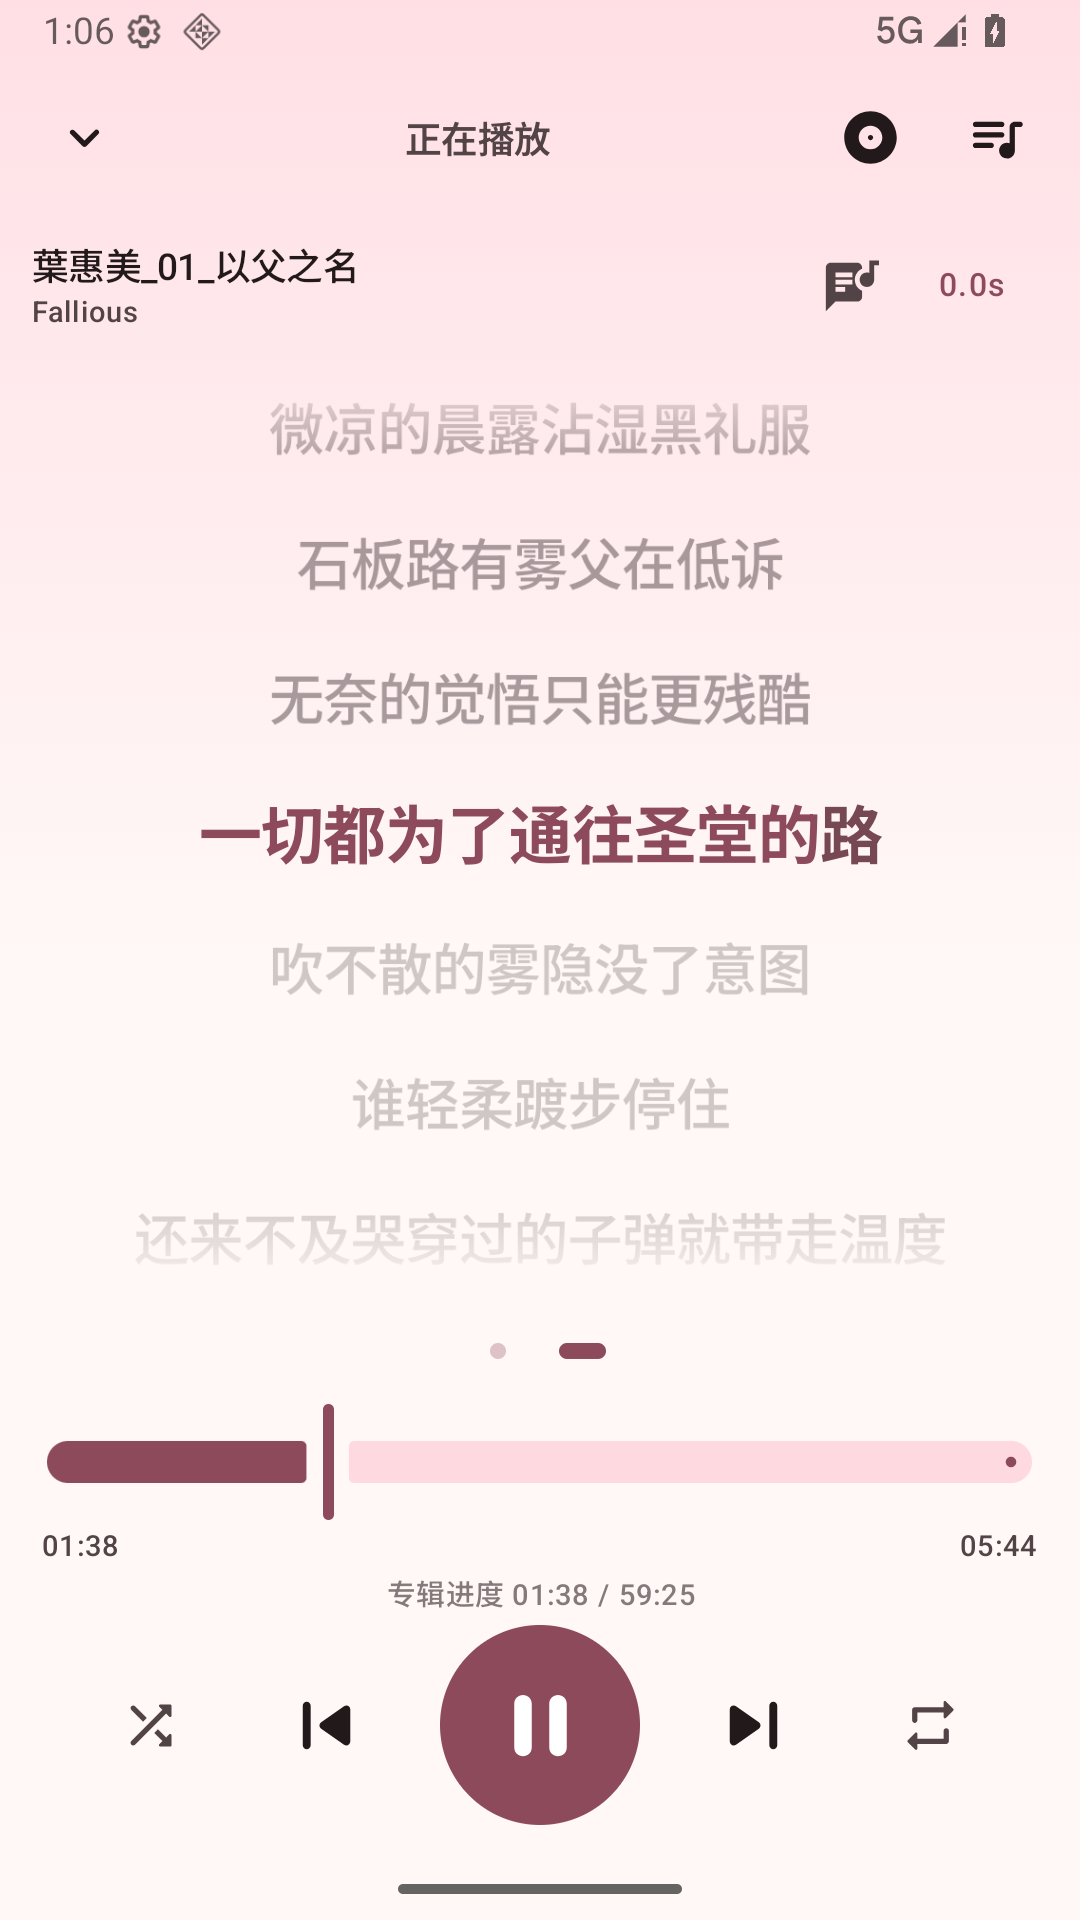 1:06
5G
正在播放
葉惠美_01_以父之名
Fallious
0.0s
微凉的晨露沾湿黑礼服
石板路有雾父在低诉
无奈的觉悟只能更残酷
一切都为了通往圣堂的路
吹不散的雾隐没了意图
谁轻柔踱步停住
还来不及哭穿过的子弹就带走温度
01:38
05:44
专辑进度 01:38 / 59:25